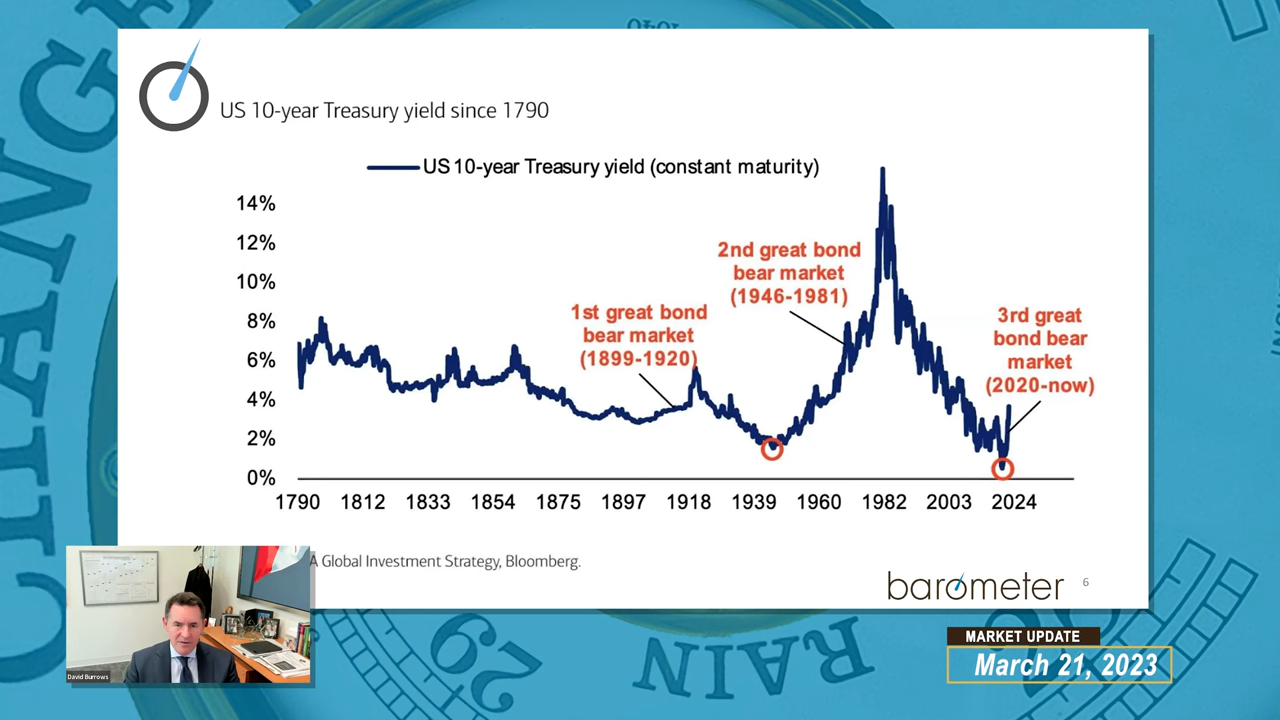 US 10-year Treasury yield since 1790
US 10-year Treasury yield (constant maturity)
14%
12%
10%
8%
6%
4%
2%
0%
1st great bond
bear market
(1899-1920)
2nd great bond
bear market
(1946-1981)
3rd great
bond bear
market
(2020-now)
1790 1812 1833 1854 1875 1897 1918 1939 1960 1982 2003 2024
A Global Investment Strategy, Bloomberg.
barometer
6
MARKET UPDATE
March 21, 2023
David Burrows
CHANGE
RAIN
29